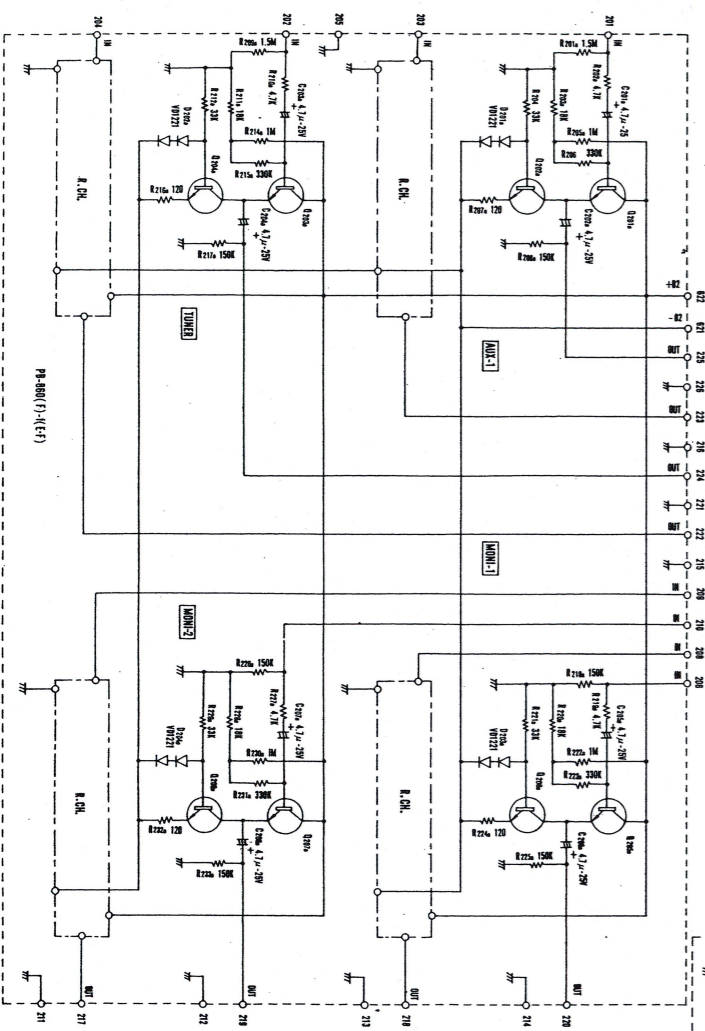 204
IN
R.CH.
202
IN
R209a 1.5M
R210a 4.7K
C203a 4.7μ-25V
R211a 18K
R212a 33K
D202a
VD1221
R214a 1M
R215a 330K
Q204a
Q203a
R216a 120
C204a 4.7μ-25V
R217a 150K
TUNER
205
203
IN
R.CH.
201
IN
R201a 1.5M
R202a 4.7K
C201a 4.7μ-25
R203a 18K
R204 33K
D201a
VD1221
R205a 1M
R206 330K
Q202a
Q201a
R207a 120
C202a 4.7μ-25V
R208a 150K
AUX-1
+B2
622
-B2
621
OUT
225
226
OUT
223
216
OUT
224
221
OUT
222
215
IN
209
IN
210
IN
208
IN
206
PB-860(F)-1(E-F)
MONI-1
MONI-2
R226a 150K
R227a 4.7K
C207a 4.7μ-25V
R228a 18K
R229a 33K
D204a
VD1221
R230a 1M
R231a 330K
Q208a
Q207a
R232a 120
C208a 4.7μ-25V
R233a 150K
R.CH.
R218a 150K
R219a 4.7K
C205a 4.7μ-25V
R220a 18K
R221a 33K
D203a
VD1221
R222a 1M
R223a 330K
Q206a
Q205a
R224a 120
C206a 4.7μ-25V
R225a 150K
R.CH.
211
OUT
217
212
OUT
219
213
OUT
218
214
OUT
220